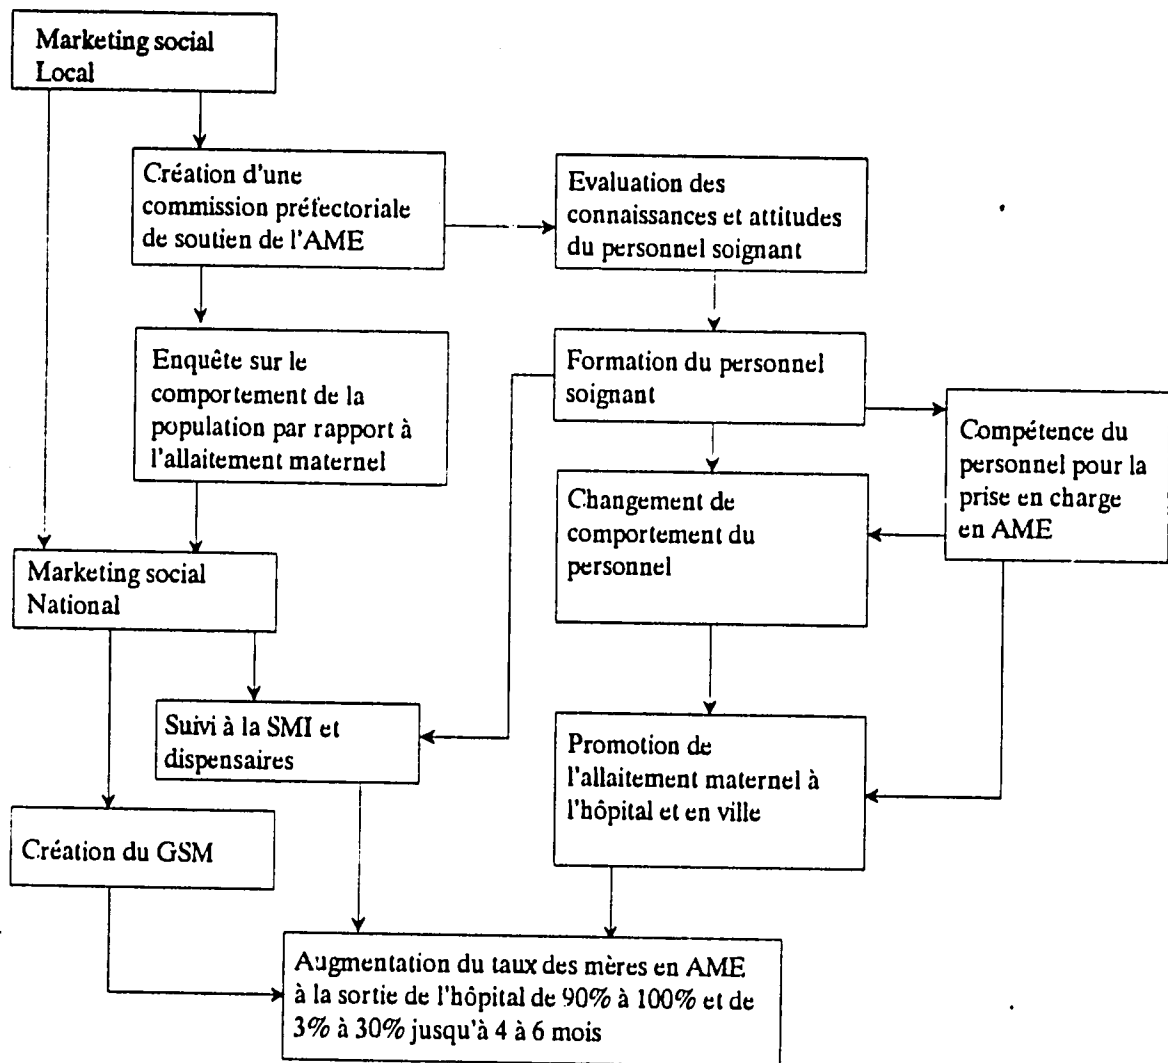 Marketing social
Local
Création d'une
commission préfectoriale
de soutien de l'AME
Evaluation des
connaissances et attitudes
du personnel soignant
Enquête sur le
comportement de la
population par rapport à
l'allaitement maternel
Formation du personnel
soignant
Compétence du
personnel pour la
prise en charge
en AME
Changement de
comportement du
personnel
Marketing social
National
Suivi à la SMI et
dispensaires
Promotion de
l'allaitement maternel à
l'hôpital et en ville
Création du GSM
Augmentation du taux des mères en AME
à la sortie de l'hôpital de 90% à 100% et de
3% à 30% jusqu'à 4 à 6 mois